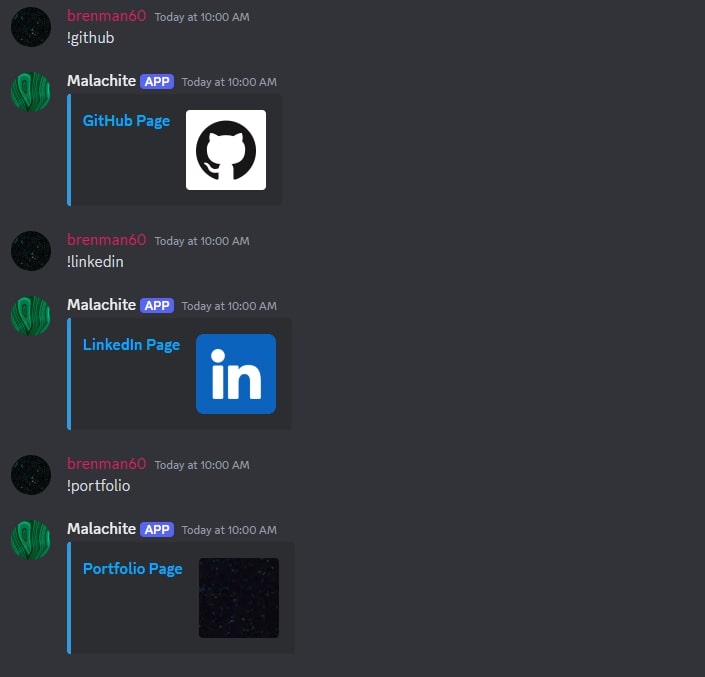 brenman60 Today at 10:00 AM
!github
Malachite APP Today at 10:00 AM
GitHub Page
brenman60 Today at 10:00 AM
!linkedin
Malachite APP Today at 10:00 AM
LinkedIn Page
in
brenman60 Today at 10:00 AM
!portfolio
Malachite APP Today at 10:00 AM
Portfolio Page